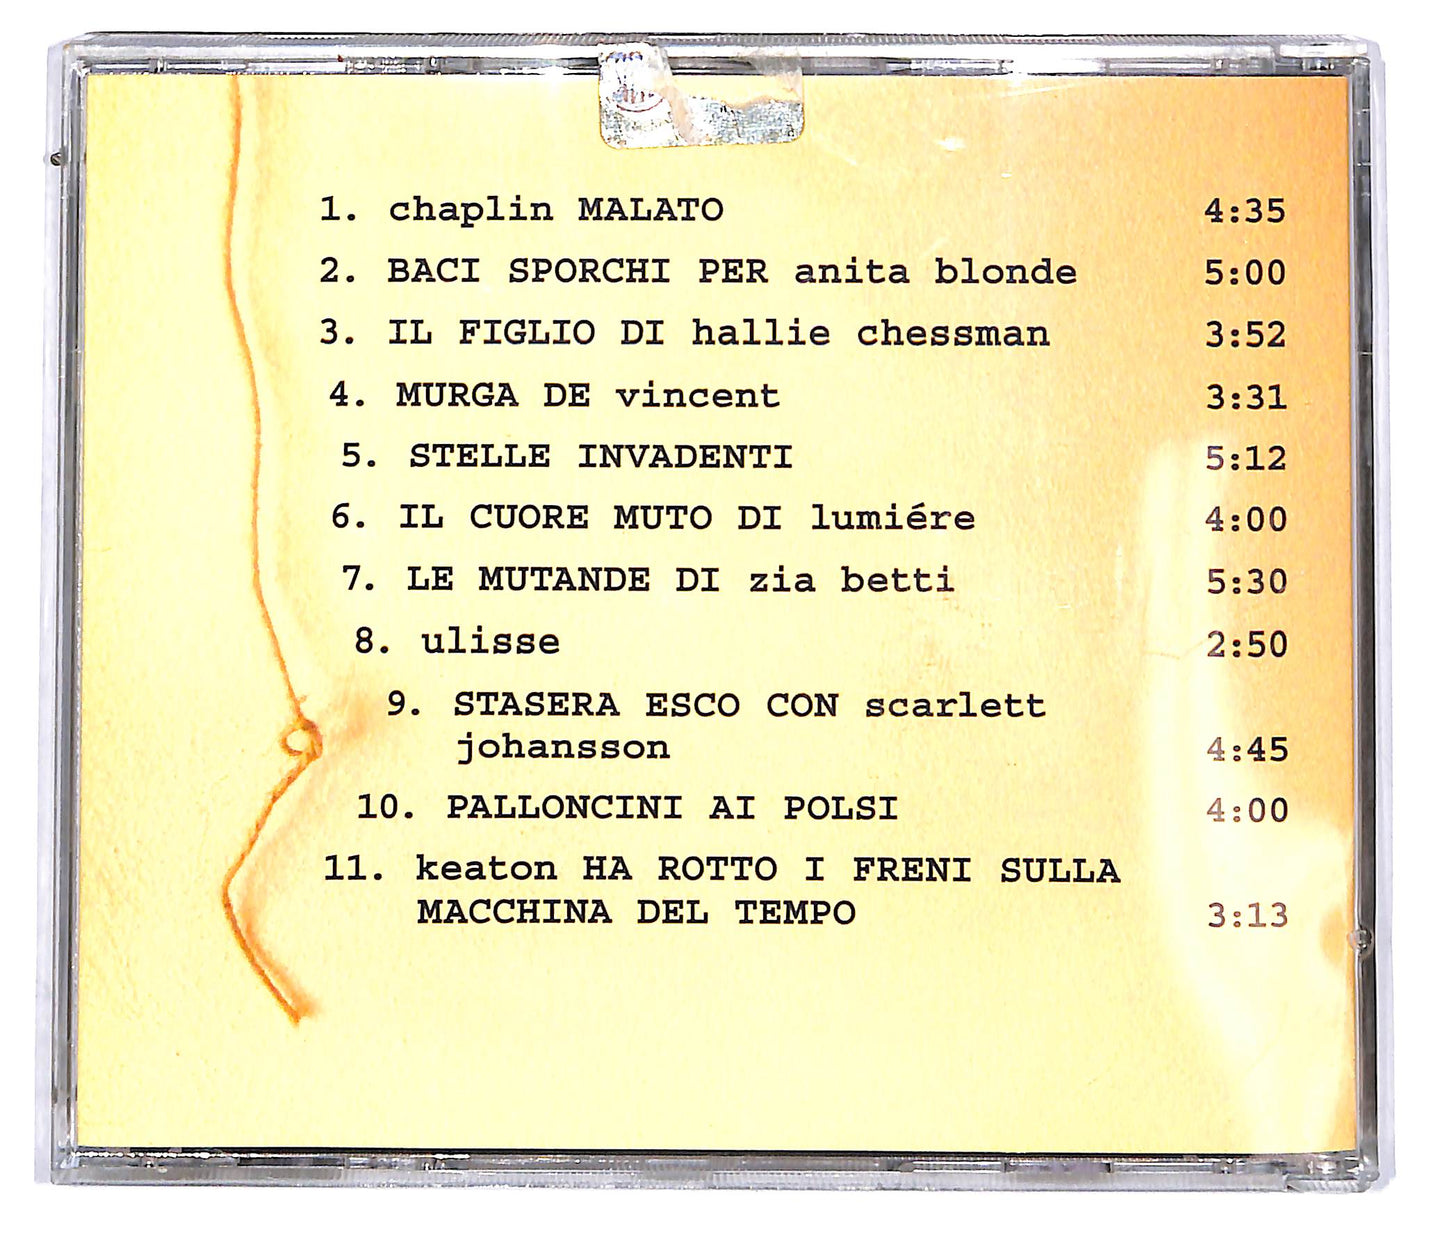 1. chaplin MALATO 4:35
2. BACI SPORCHI PER anita blonde 5:00
3. IL FIGLIO DI hallie chessman 3:52
4. MURGA DE vincent 3:31
5. STELLE INVADENTI 5:12
6. IL CUORE MUTO DI lumiére 4:00
7. LE MUTANDE DI zia betti 5:30
8. ulisse 2:50
9. STASERA ESCO CON scarlett
johansson 4:45
10. PALLONCINI AI POLSI 4:00
11. keaton HA ROTTO I FRENI SULLA
MACCHINA DEL TEMPO 3:13